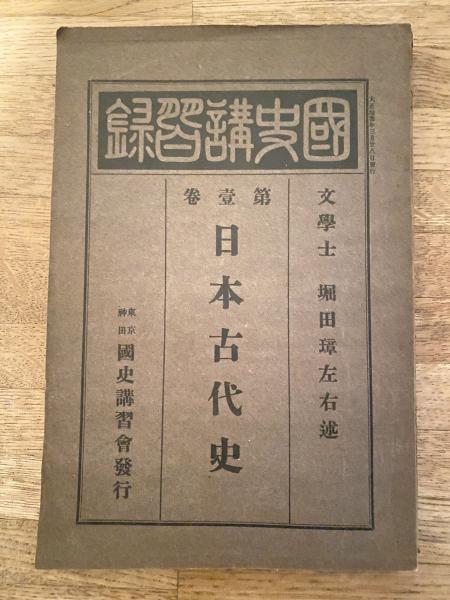 國史講習録
文學士 堀田璋左右述
第壹卷
日本古代史
東京
神田
國史講習會發行